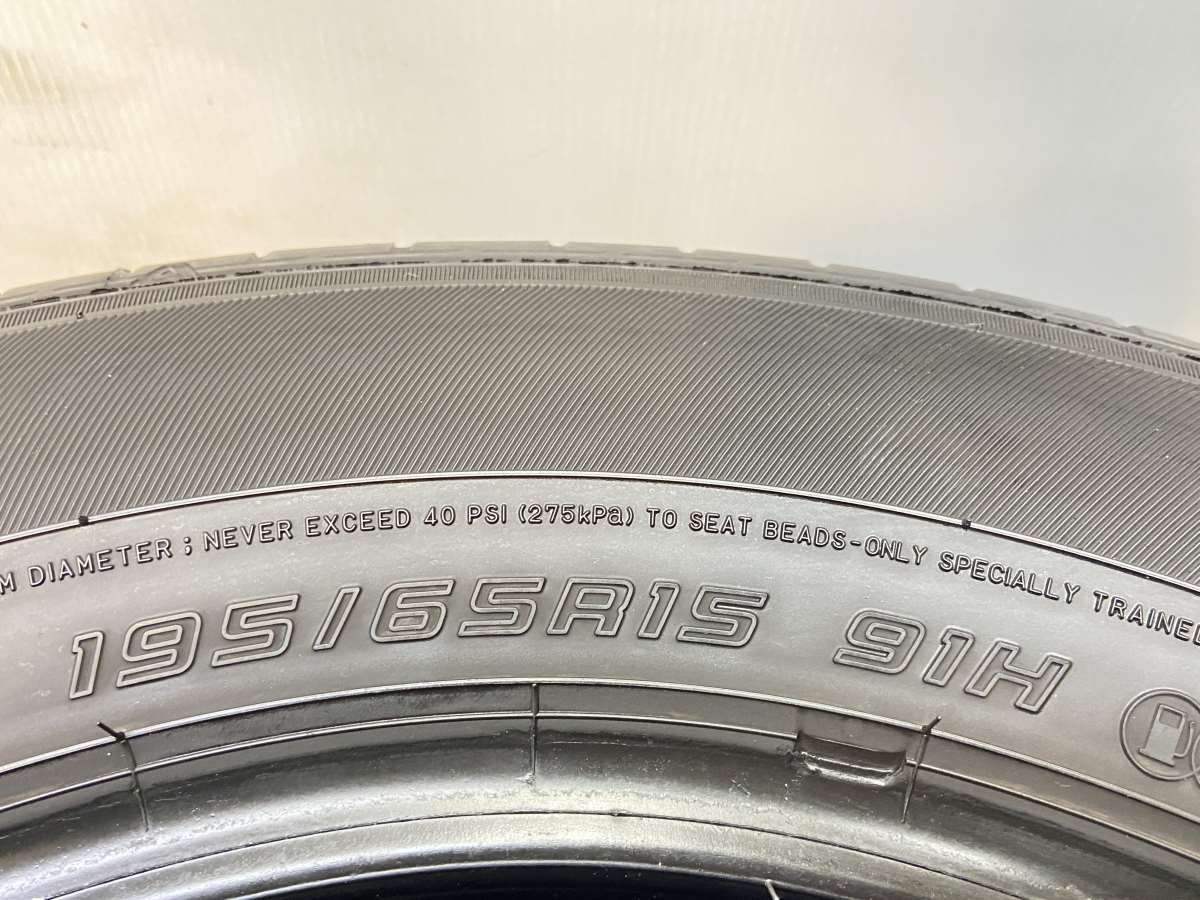 DIAMETER ; NEVER EXCEED 40 PSI (275kPa) TO SEAT BEADS-ONLY SPECIALLY TRAINED
195/65R15 91H